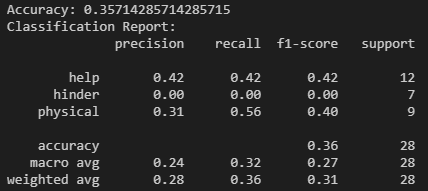 Accuracy: 0.35714285714285715
Classification Report:
precision recall f1-score support
help 0.42 0.42 0.42 12
hinder 0.00 0.00 0.00 7
physical 0.31 0.56 0.40 9
accuracy 0.36 28
macro avg 0.24 0.32 0.27 28
weighted avg 0.28 0.36 0.31 28